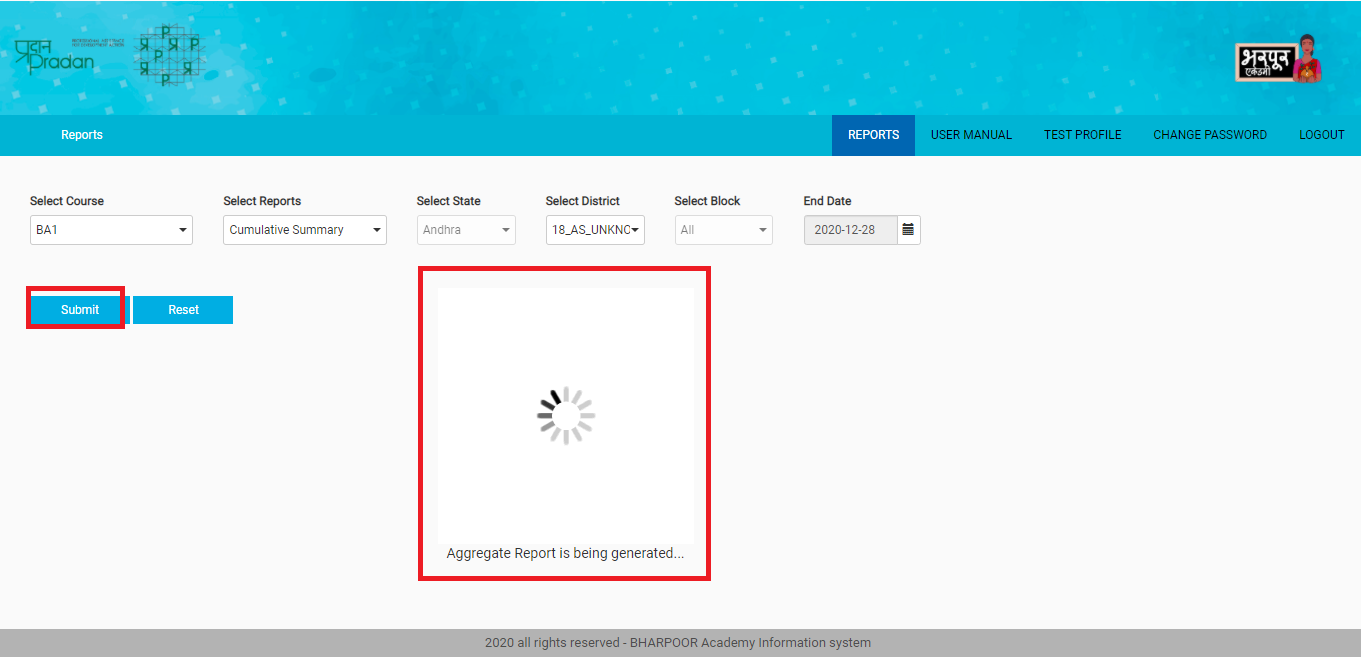 प्रदान
Pradan
भरपूर
एकेडमी
Reports
REPORTS
USER MANUAL
TEST PROFILE
CHANGE PASSWORD
LOGOUT
Select Course
Select Reports
Select State
Select District
Select Block
End Date
BA1
Cumulative Summary
Andhra
18_AS_UNKNC
All
2020-12-28
Submit
Reset
Aggregate Report is being generated...
2020 all rights reserved - BHARPOOR Academy Information system